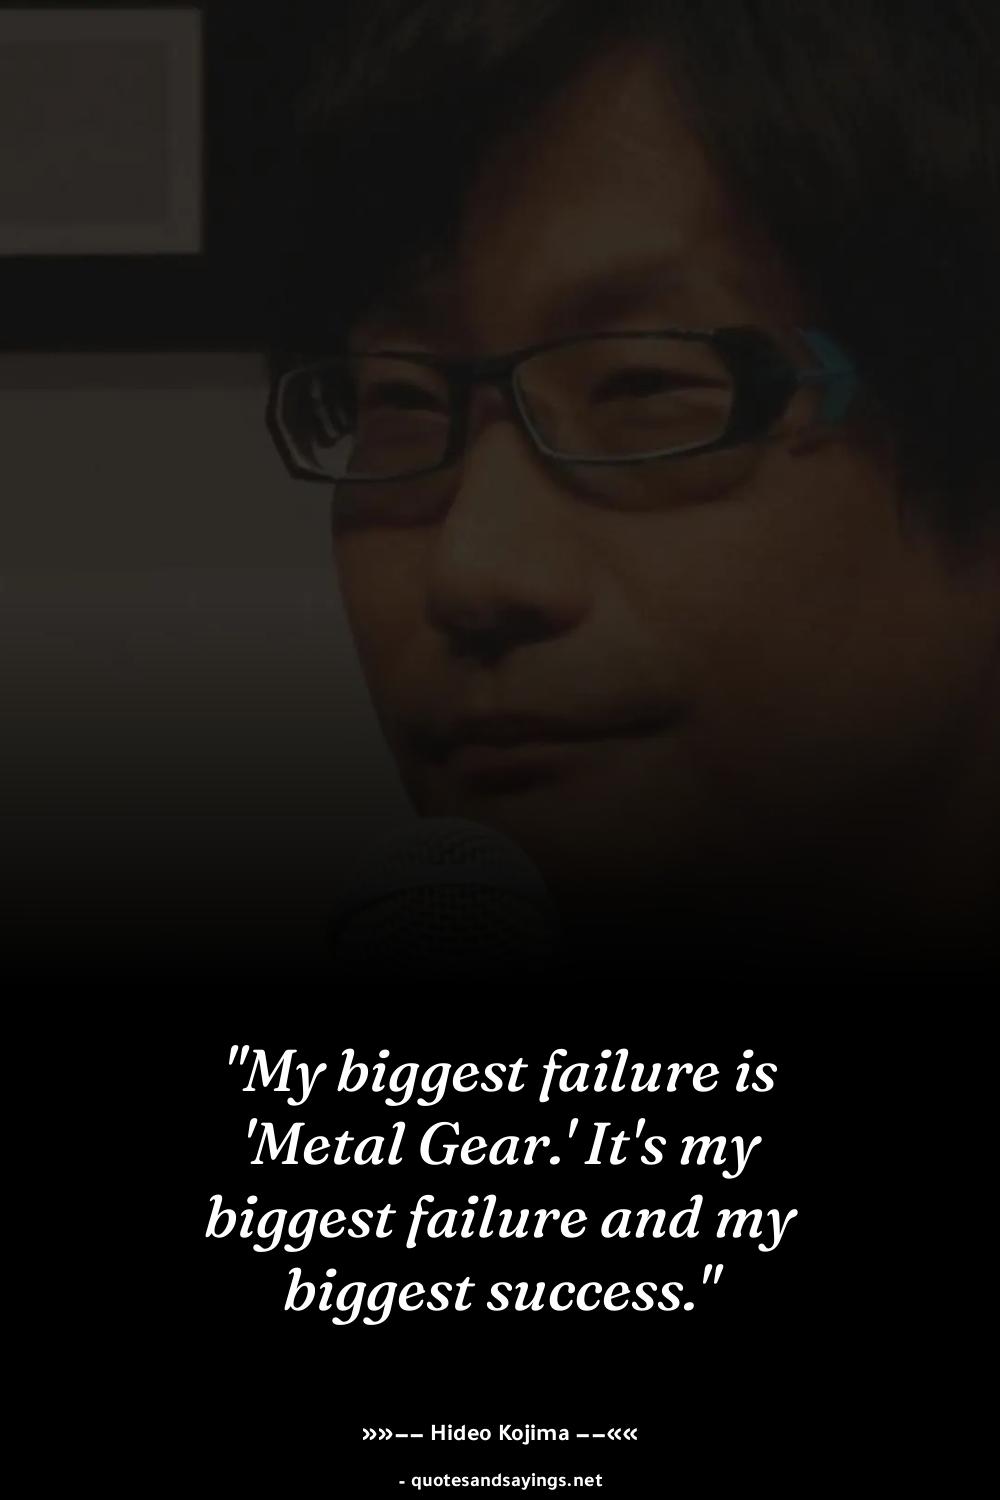 "My biggest failure is
'Metal Gear.' It's my
biggest failure and my
biggest success."
»»−− Hideo Kojima −−««
- quotesandsayings.net